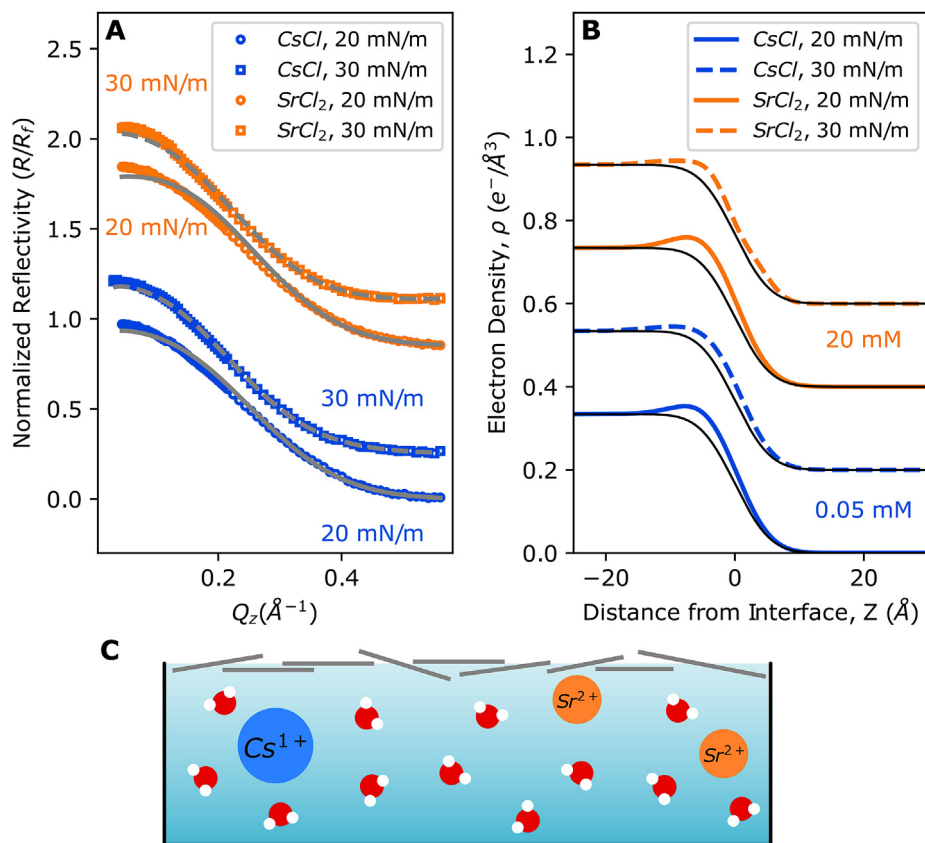 A
CsCl, 20 mN/m
CsCl, 30 mN/m
SrCl₂, 20 mN/m
SrCl₂, 30 mN/m
30 mN/m
20 mN/m
30 mN/m
20 mN/m
2.5
2.0
1.5
1.0
0.5
0.0
Normalized Reflectivity (R/R_f)
0.2
0.4
Q_z(Å⁻¹)
B
CsCl, 20 mN/m
CsCl, 30 mN/m
SrCl₂, 20 mN/m
SrCl₂, 30 mN/m
20 mM
0.05 mM
1.2
1.0
0.8
0.6
0.4
0.2
0.0
Electron Density, ρ (e⁻/Å³)
−20
0
20
Distance from Interface, Z (Å)
C
Cs¹⁺
Sr²⁺
Sr²⁺